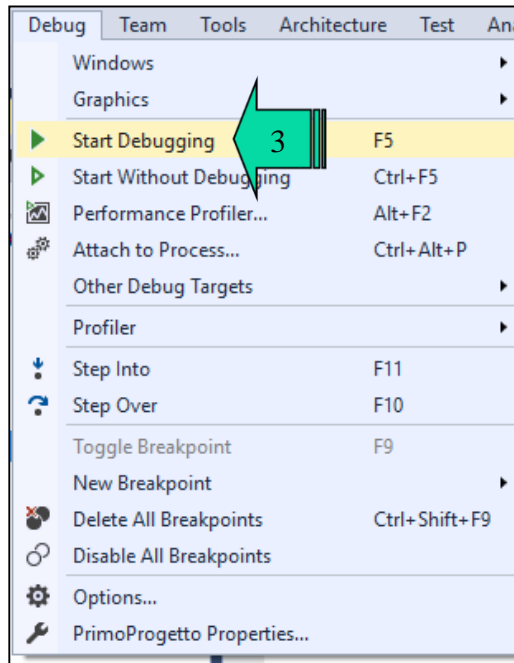 Debug Team Tools Architecture Test Ana
Windows
Graphics
Start Debugging 3 F5
Start Without Debugging Ctrl+F5
Performance Profiler... Alt+F2
Attach to Process... Ctrl+Alt+P
Other Debug Targets
Profiler
Step Into F11
Step Over F10
Toggle Breakpoint F9
New Breakpoint
Delete All Breakpoints Ctrl+Shift+F9
Disable All Breakpoints
Options...
PrimoProgetto Properties...